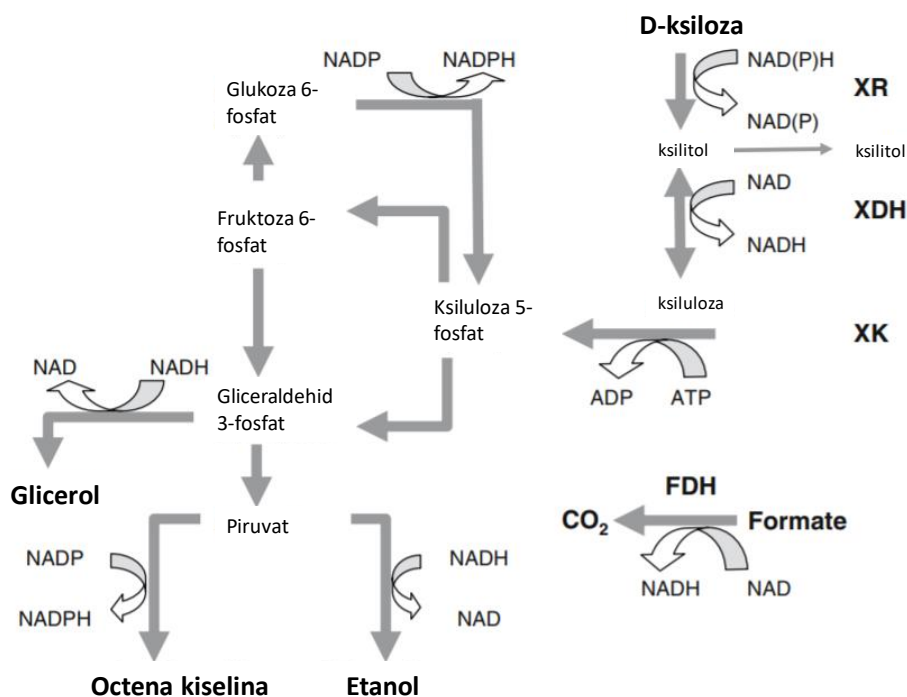 D-ksiloza
NADP
NADPH
NAD(P)H
XR
Glukoza 6-
fosfat
NAD(P)
ksilitol
ksilitol
NAD
XDH
Fruktoza 6-
fosfat
NADH
Ksiluloza 5-
fosfat
ksiluloza
XK
NAD
NADH
ADP
ATP
Gliceraldehid
3-fosfat
Glicerol
FDH
CO₂
Formate
Piruvat
NADP
NADH
NADH
NAD
NADPH
NAD
Octena kiselina
Etanol